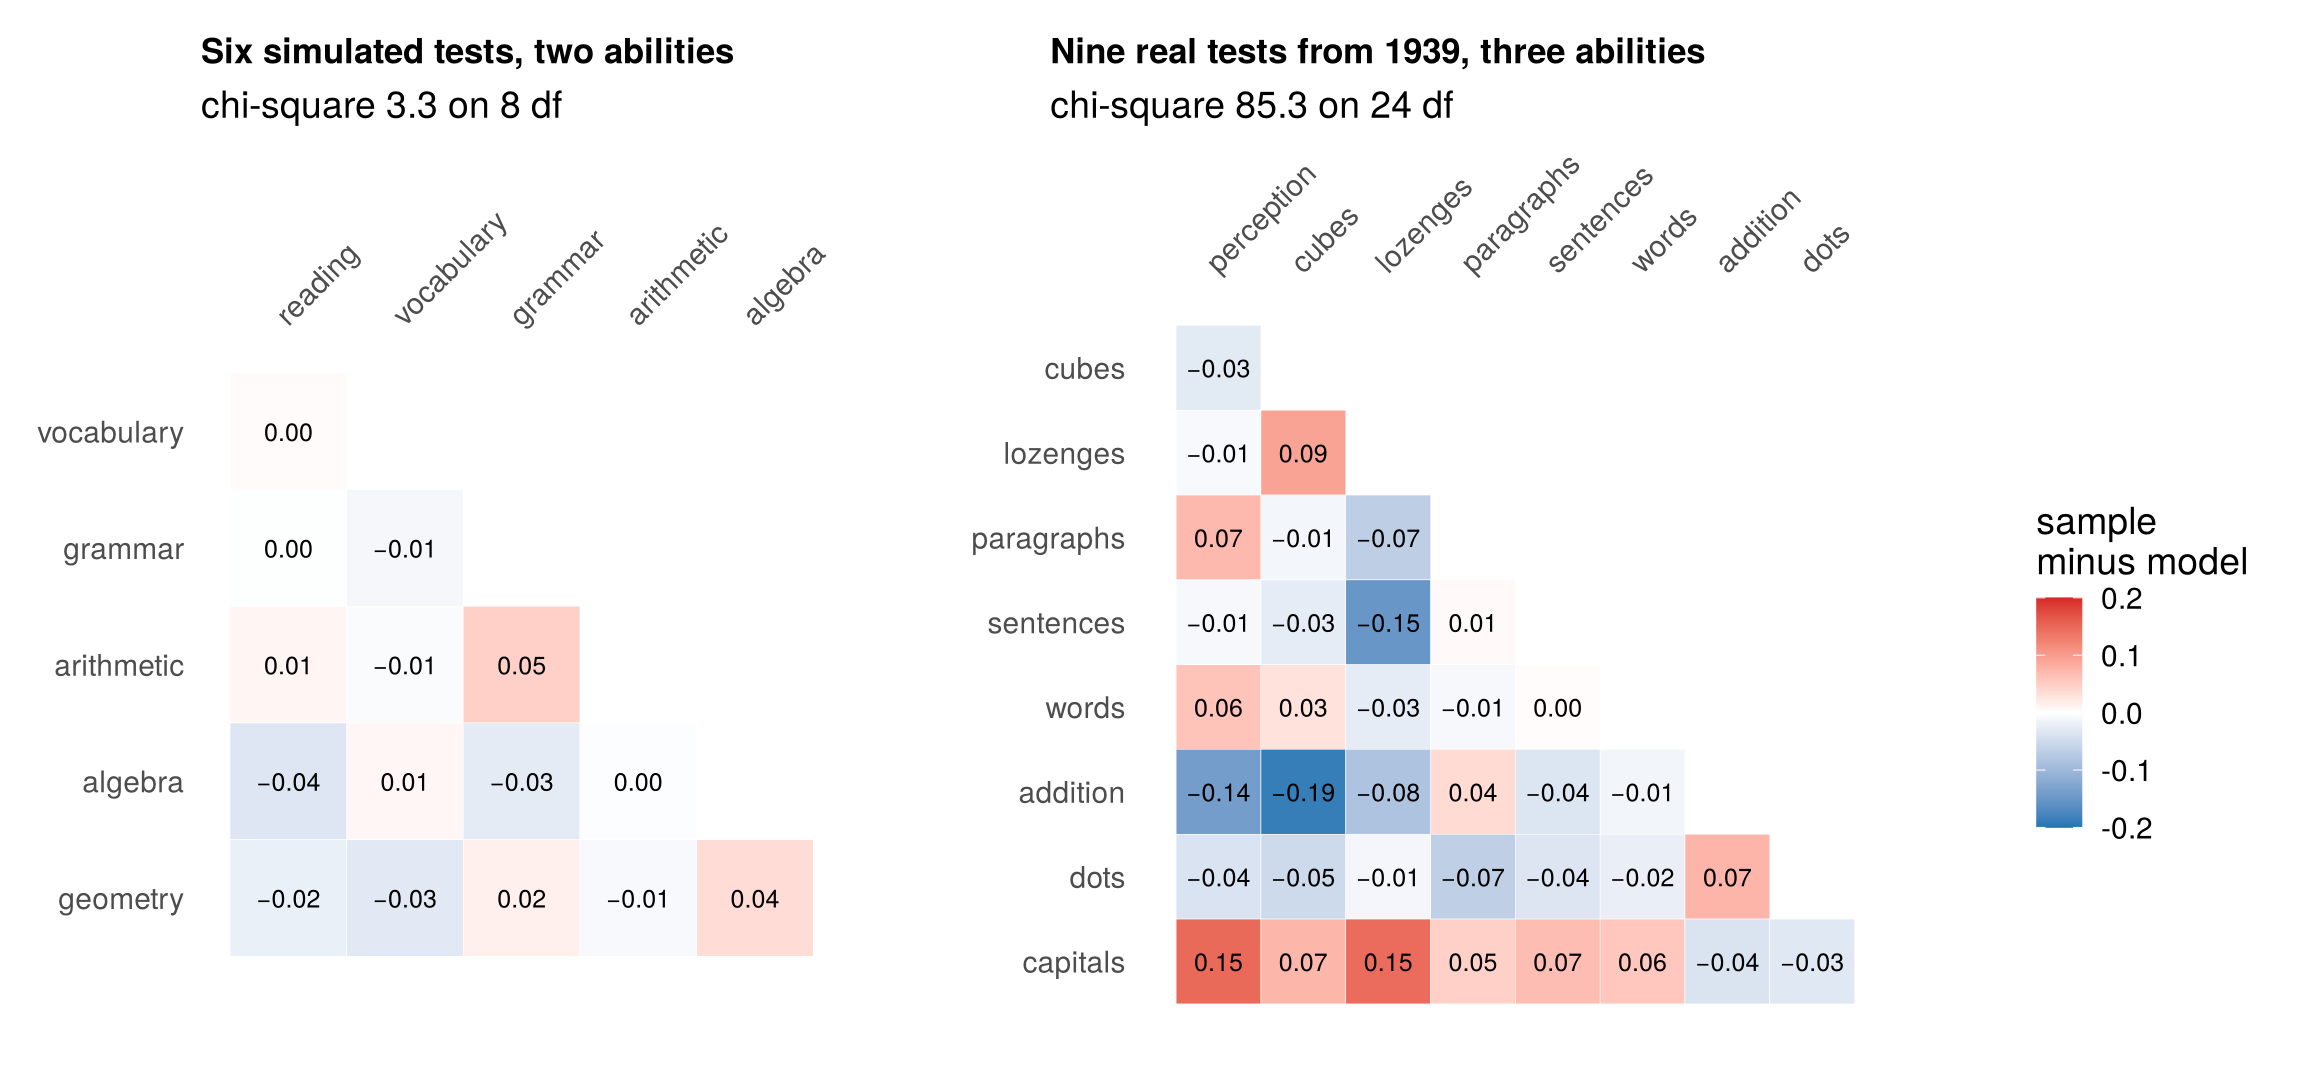 Six simulated tests, two abilities
chi-square 3.3 on 8 df
reading vocabulary grammar arithmetic algebra
vocabulary 0.00
grammar 0.00 −0.01
arithmetic 0.01 −0.01 0.05
algebra −0.04 0.01 −0.03 0.00
geometry −0.02 −0.03 0.02 −0.01 0.04
Nine real tests from 1939, three abilities
chi-square 85.3 on 24 df
perception cubes lozenges paragraphs sentences words addition dots
cubes −0.03
lozenges −0.01 0.09
paragraphs 0.07 −0.01 −0.07
sentences −0.01 −0.03 −0.15 0.01
words 0.06 0.03 −0.03 −0.01 0.00
addition −0.14 −0.19 −0.08 0.04 −0.04 −0.01
dots −0.04 −0.05 −0.01 −0.07 −0.04 −0.02 0.07
capitals 0.15 0.07 0.15 0.05 0.07 0.06 −0.04 −0.03
sample
minus model
0.2
0.1
0.0
-0.1
-0.2